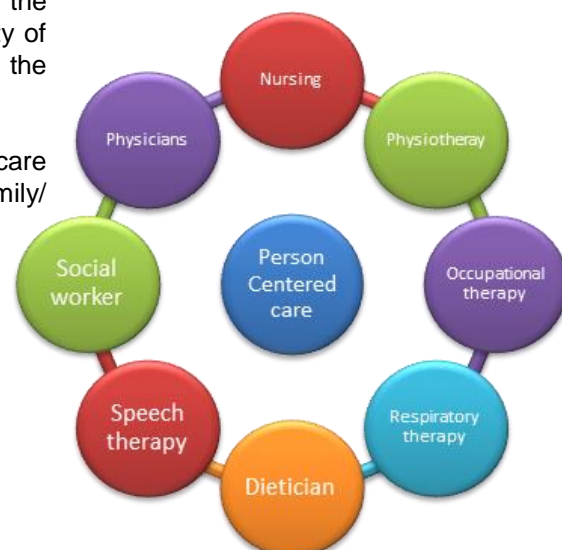 the
ty of
the
care
mily/
Nursing
Physicians
Physiotheray
Social
worker
Person
Centered
care
Occupational
therapy
Speech
therapy
Respiratory
therapy
Dietician